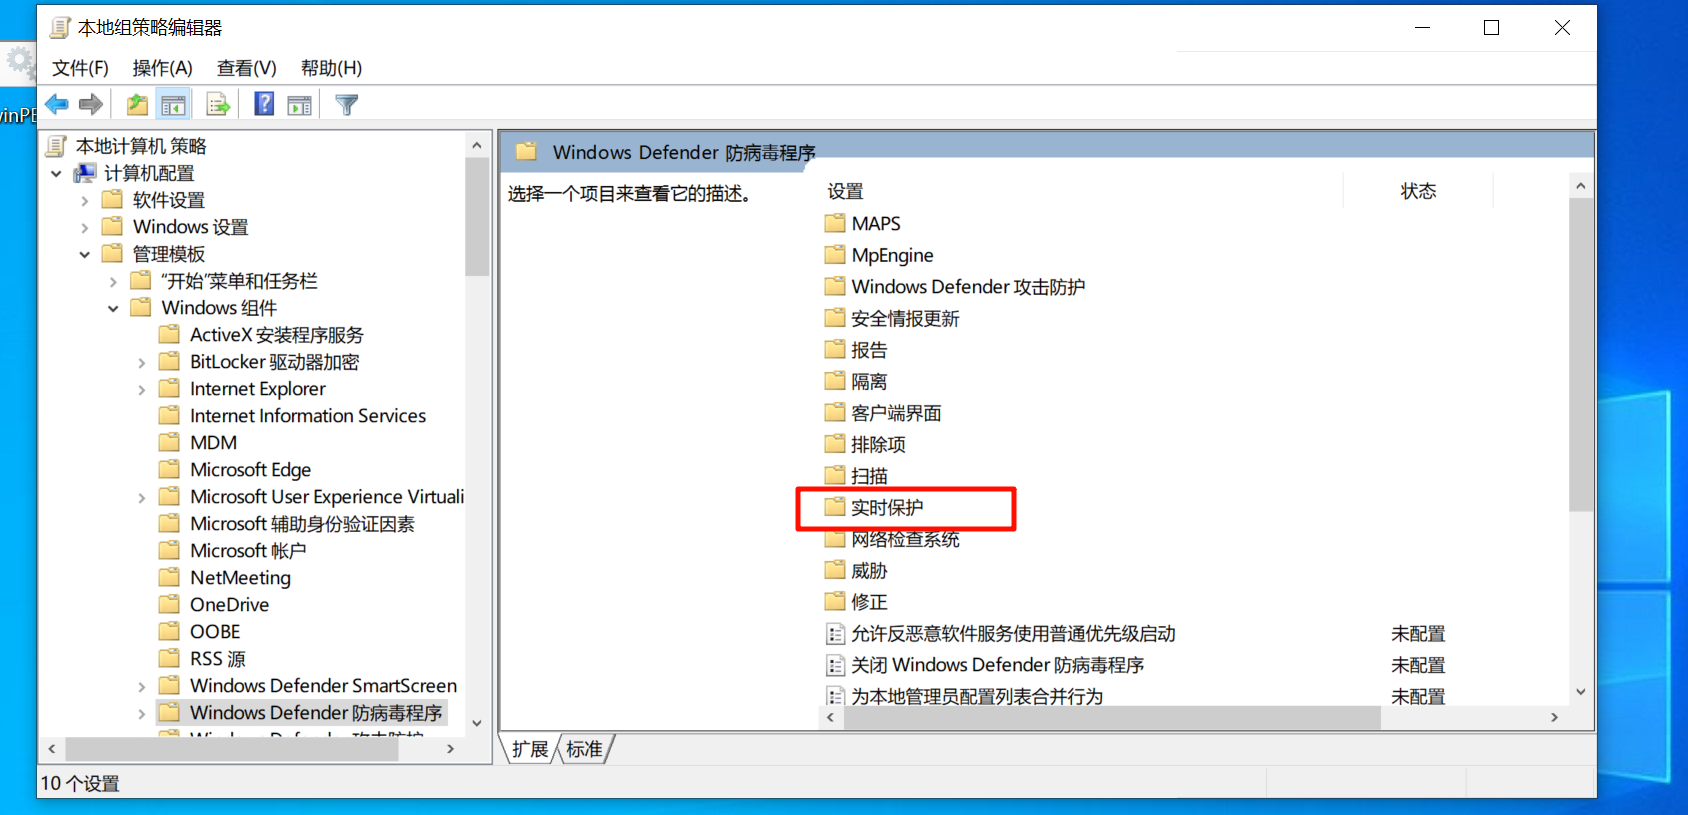 本地组策略编辑器
文件(F) 操作(A) 查看(V) 帮助(H)
本地计算机 策略
计算机配置
软件设置
Windows 设置
管理模板
“开始”菜单和任务栏
Windows 组件
ActiveX 安装程序服务
BitLocker 驱动器加密
Internet Explorer
Internet Information Services
MDM
Microsoft Edge
Microsoft User Experience Virtuali
Microsoft 辅助身份验证因素
Microsoft 帐户
NetMeeting
OneDrive
OOBE
RSS 源
Windows Defender SmartScreen
Windows Defender 防病毒程序
Windows Defender 防病毒程序
选择一个项目来查看它的描述。
设置 状态
MAPS
MpEngine
Windows Defender 攻击防护
安全情报更新
报告
隔离
客户端界面
排除项
扫描
实时保护
网络检查系统
威胁
修正
允许反恶意软件服务使用普通优先级启动 未配置
关闭 Windows Defender 防病毒程序 未配置
为本地管理员配置列表合并行为 未配置
扩展 标准
10 个设置